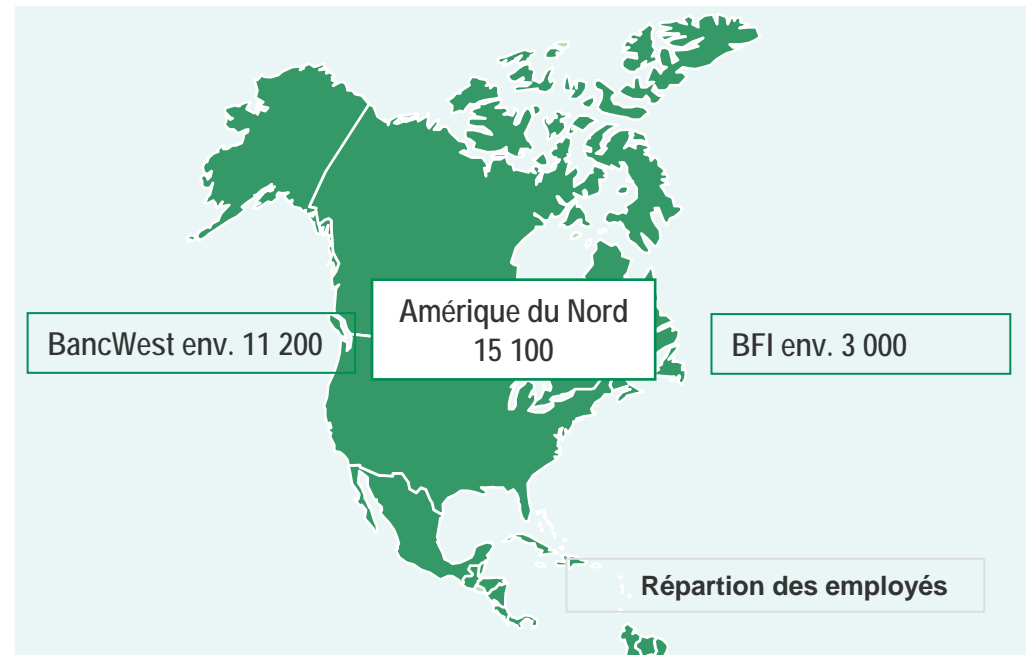 Amérique du Nord
15 100
BancWest env. 11 200
BFI env. 3 000
Répartion des employés